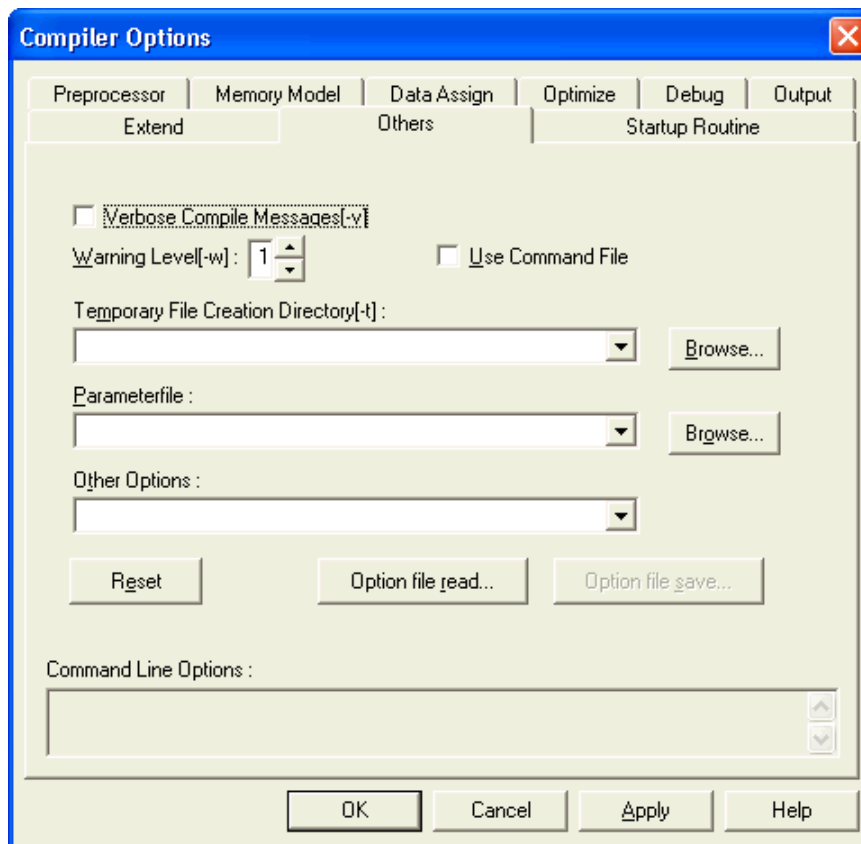 Compiler Options
Preprocessor Memory Model Data Assign Optimize Debug Output
Extend Others Startup Routine
Verbose Compile Messages[-v]
Warning Level[-w] : 1 Use Command File
Temporary File Creation Directory[-t] :
Browse...
Parameterfile :
Browse...
Other Options :
Reset Option file read... Option file save...
Command Line Options :
OK Cancel Apply Help